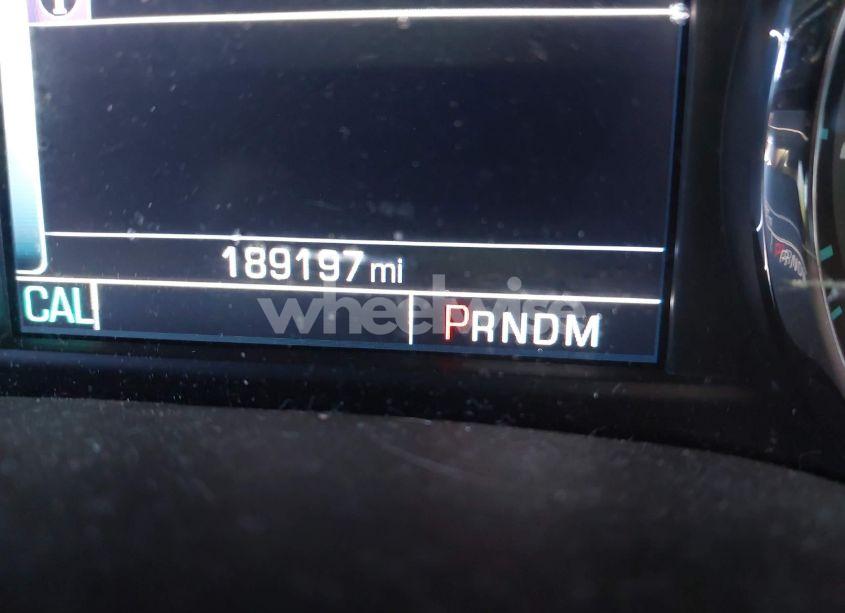 189197 mi
CAL PRNDM
wheelwise